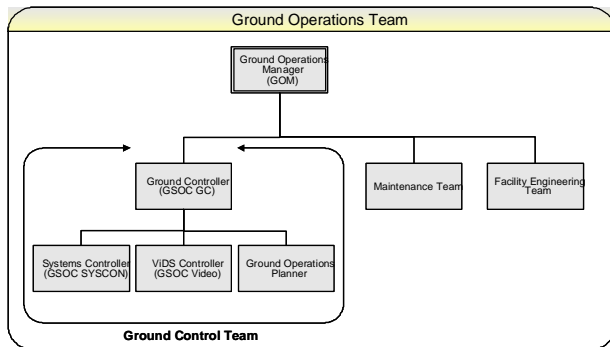 Ground Operations Team
Ground Operations
Manager
(GOM)
Ground Controller
(GSOC GC)
Maintenance Team
Facility Engineering
Team
Systems Controller
(GSOC SYSCON)
ViDS Controller
(GSOC Video)
Ground Operations
Planner
Ground Control Team